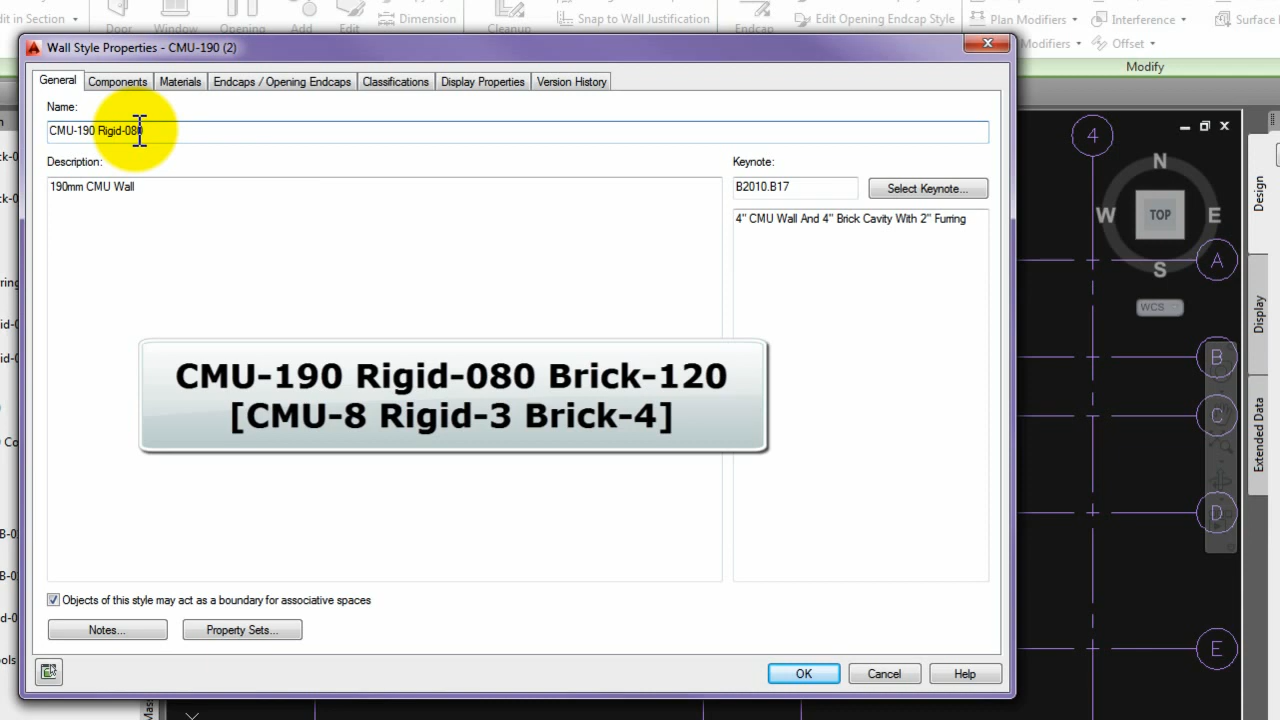 dit in Section
Door
Window
Opening
Add
Edit
Dimension
Cleanup
Snap to Wall Justification
Endcap
Edit Opening Endcap Style
Plan Modifiers
Interference
Surface
Modifiers
Offset
Modify
Wall Style Properties - CMU-190 (2)
General
Components
Materials
Endcaps / Opening Endcaps
Classifications
Display Properties
Version History
Name:
CMU-190 Rigid-080
Description:
190mm CMU Wall
Keynote:
B2010.B17
Select Keynote...
4" CMU Wall And 4" Brick Cavity With 2" Furring
CMU-190 Rigid-080 Brick-120
[CMU-8 Rigid-3 Brick-4]
Objects of this style may act as a boundary for associative spaces
Notes...
Property Sets...
OK
Cancel
Help
4
N
W
TOP
E
S
WCS
A
B
C
D
E
Design
Display
Extended Data